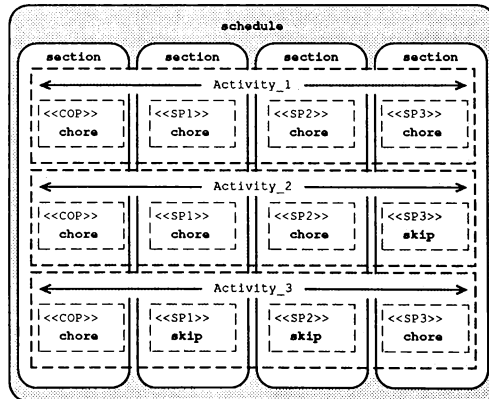 schedule
section section section section
Activity_1
<<COP>> <<SP1>> <<SP2>> <<SP3>>
chore chore chore chore
Activity_2
<<COP>> <<SP1>> <<SP2>> <<SP3>>
chore chore chore skip
Activity_3
<<COP>> <<SP1>> <<SP2>> <<SP3>>
chore skip skip chore